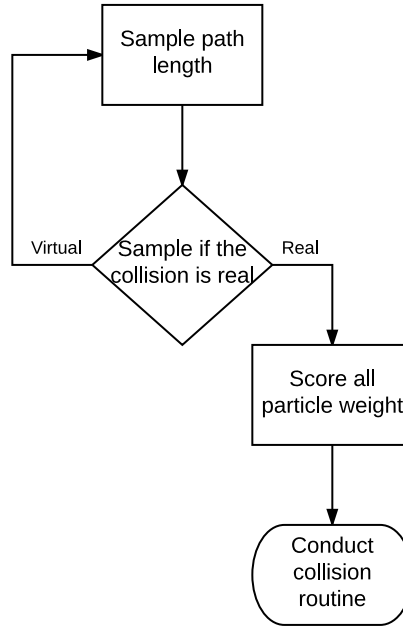 Sample path
length
Virtual
Sample if the
collision is real
Real
Score all
particle weight
Conduct
collision
routine